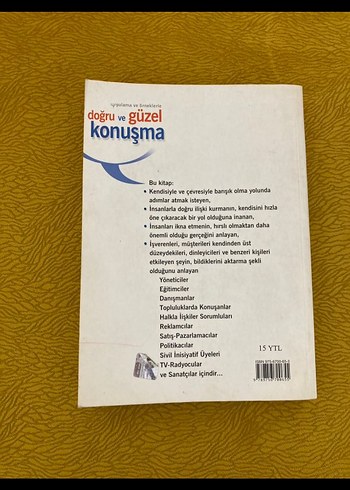 uygulama ve örneklerle
doğru ve güzel
konuşma
Bu kitap:
• Kendisiyle ve çevresiyle barışık olma yolunda
adımlar atmak isteyen,
• İnsanlarla doğru ilişki kurmanın, kendisini hızla
öne çıkaracak bir yol olduğuna inanan,
• İnsanları ikna etmenin, hırslı olmaktan daha
önemli olduğu gerçeğini anlayan,
• İşverenleri, müşterileri kendinden üst
düzeydekileri, dinleyicileri ve benzeri kişileri
etkileyen şeyin, bildiklerini aktarma şekli
olduğunu anlayan
Yöneticiler
Eğitimciler
Danışmanlar
Topluluklarda Konuşanlar
Halkla İlişkiler Sorumluları
Reklamcılar
Satış-Pazarlamacılar
Politikacılar
Sivil İnisiyatif Üyeleri
TV-Radyocular
ve Sanatçılar içindir...
15 YTL